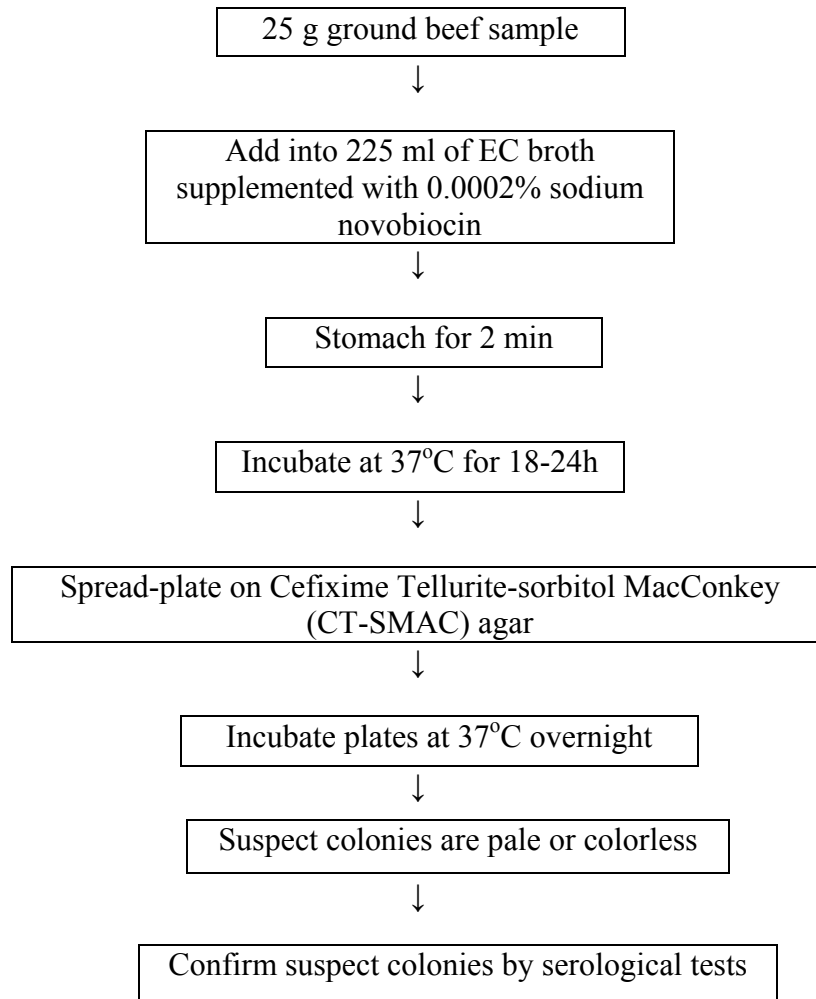 25 g ground beef sample
↓
Add into 225 ml of EC broth
supplemented with 0.0002% sodium
novobiocin
↓
Stomach for 2 min
↓
Incubate at 37°C for 18-24h
↓
Spread-plate on Cefixime Tellurite-sorbitol MacConkey
(CT-SMAC) agar
↓
Incubate plates at 37°C overnight
↓
Suspect colonies are pale or colorless
↓
Confirm suspect colonies by serological tests